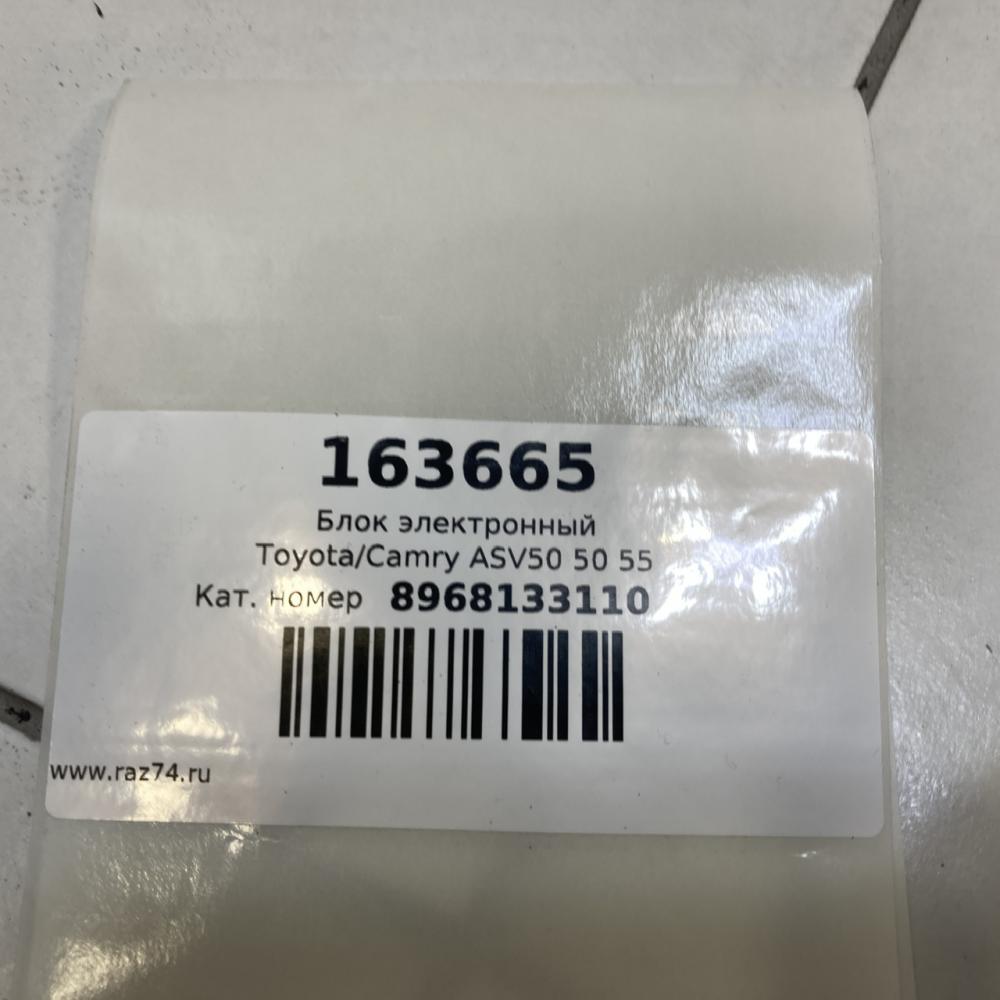 163665
Блок электронный
Toyota/Camry ASV50 50 55
Кат. номер 8968133110
www.raz74.ru